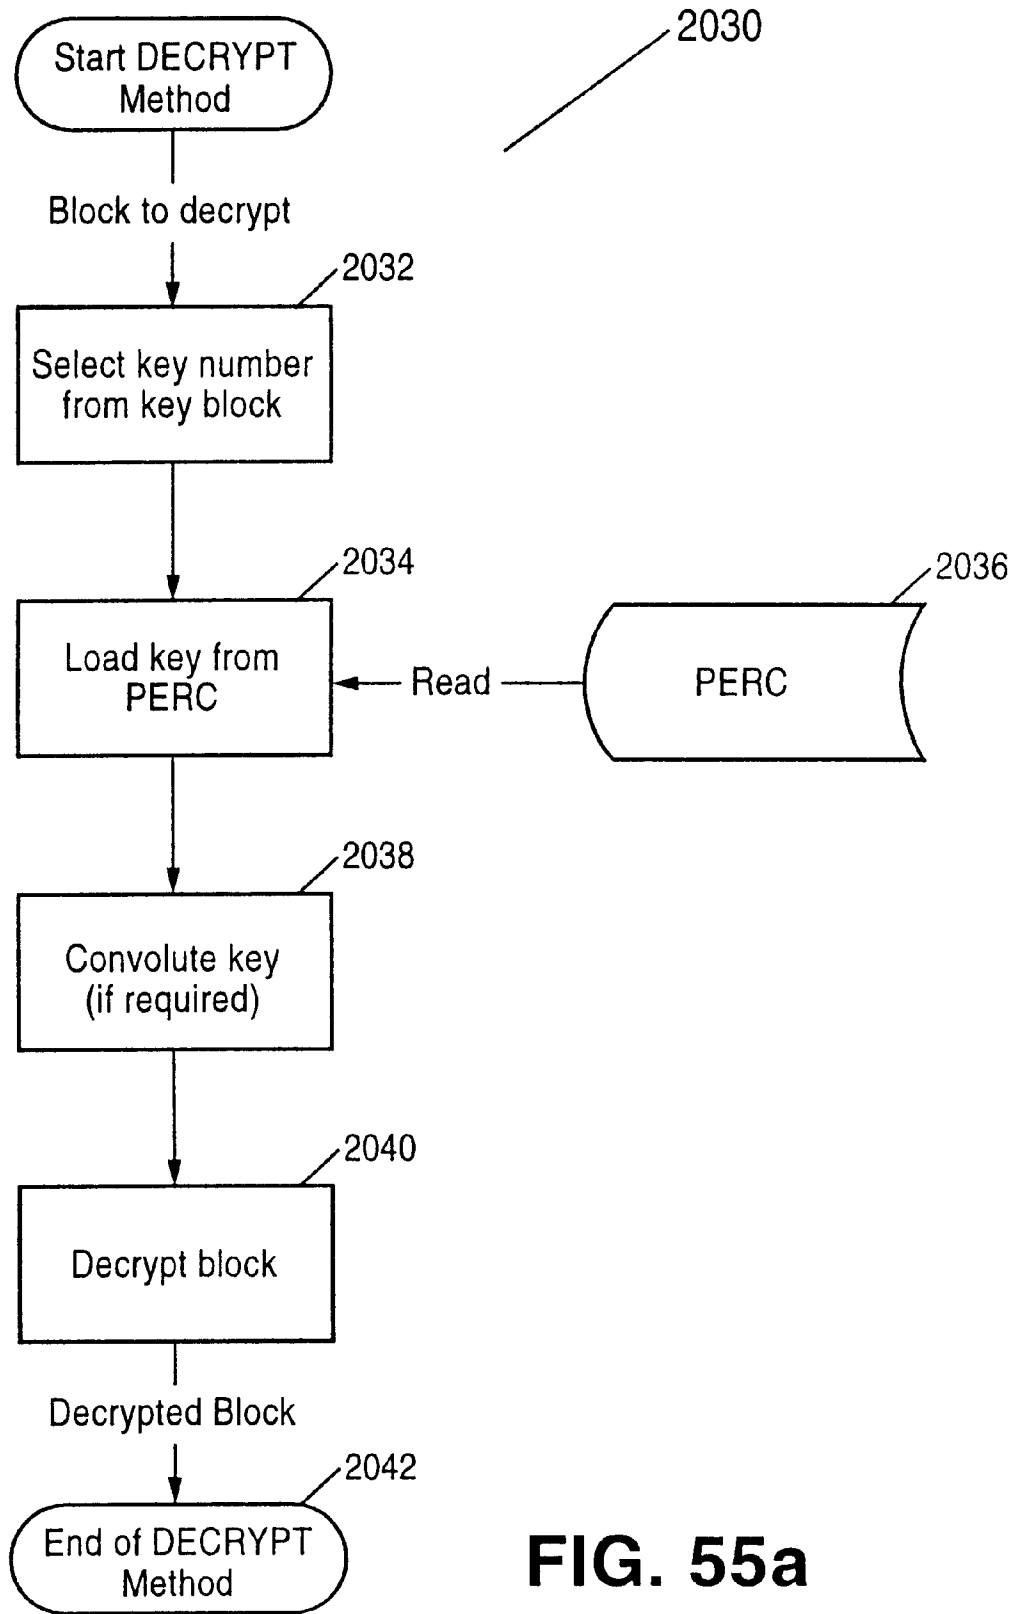 2030
Start DECRYPT
Method
Block to decrypt
2032
Select key number
from key block
2034
Load key from
PERC
Read
2036
PERC
2038
Convolute key
(if required)
2040
Decrypt block
Decrypted Block
2042
End of DECRYPT
Method
FIG. 55a